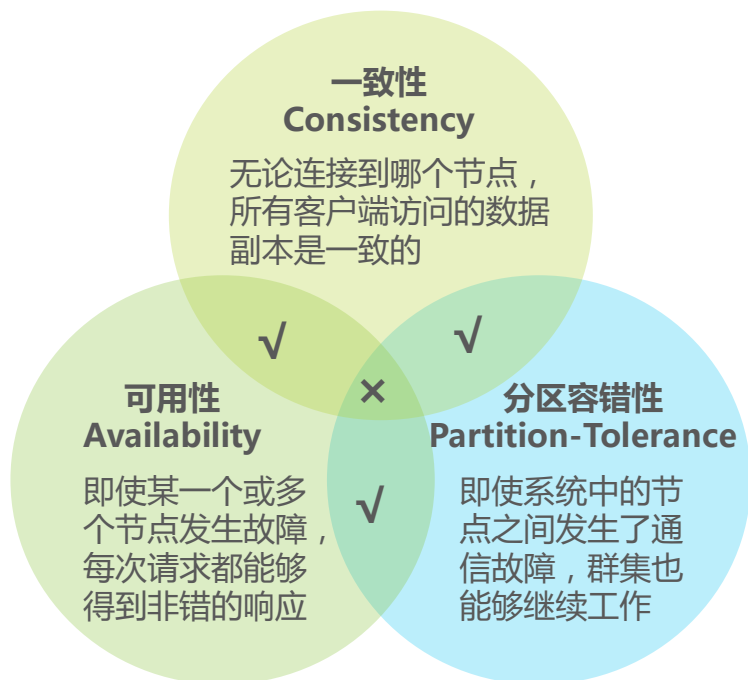 一致性
Consistency
无论连接到哪个节点，
所有客户端访问的数据
副本是一致的
√
√
×
可用性
Availability
即使某一个或多
个节点发生故障，
每次请求都能够
得到非错的响应
√
分区容错性
Partition-Tolerance
即使系统中的节
点之间发生了通
信故障，群集也
能够继续工作